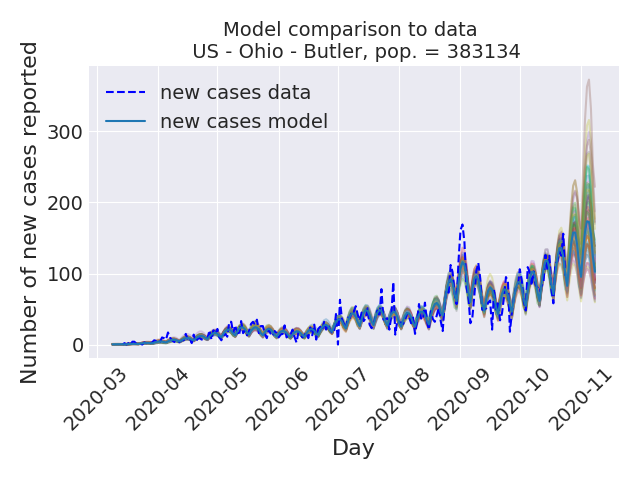 Model comparison to data
US - Ohio - Butler, pop. = 383134
new cases data
new cases model
Number of new cases reported
300
200
100
0
2020-03
2020-04
2020-05
2020-06
2020-07
2020-08
2020-09
2020-10
2020-11
Day